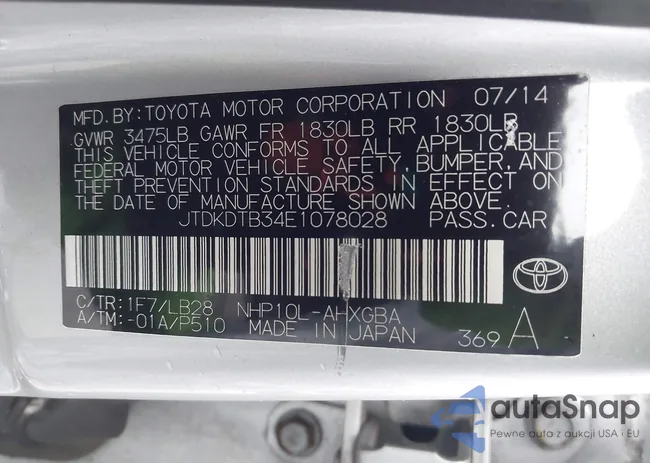 MFD. BY: TOYOTA MOTOR CORPORATION 07/14
GVWR 3475LB GAWR FR 1830LB RR 1830LB
THIS VEHICLE CONFORMS TO ALL APPLICABLE
FEDERAL MOTOR VEHICLE SAFETY, BUMPER, AND
THEFT PREVENTION STANDARDS IN EFFECT ON
THE DATE OF MANUFACTURE SHOWN ABOVE.
JTDKDTB34E1078028 PASS. CAR
C/TR: 1F7/LB28 NHP10L-AHXGBA
A/TM: -01A/P510 MADE IN JAPAN 369 A
autaSnap
Pewne auta z aukcji USA i EU